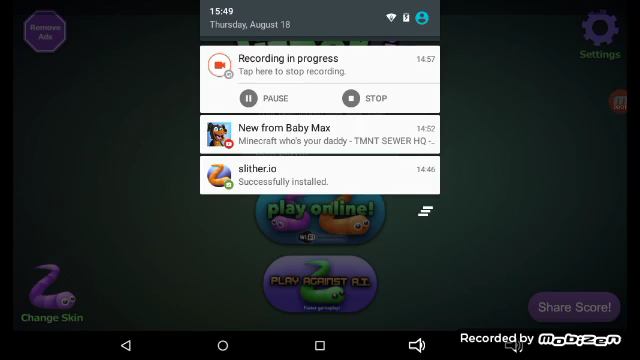 15:49
Thursday, August 18
Remove
Ads
Settings
Recording in progress
14:57
Tap here to stop recording.
PAUSE
STOP
New from Baby Max
14:52
Minecraft who's your daddy - TMNT SEWER HQ -..
slither.io
14:46
Successfully installed.
play online!
WiFi
PLAY AGAINST A.I.
Change Skin
Share Score!
Recorded by MOBIZEN